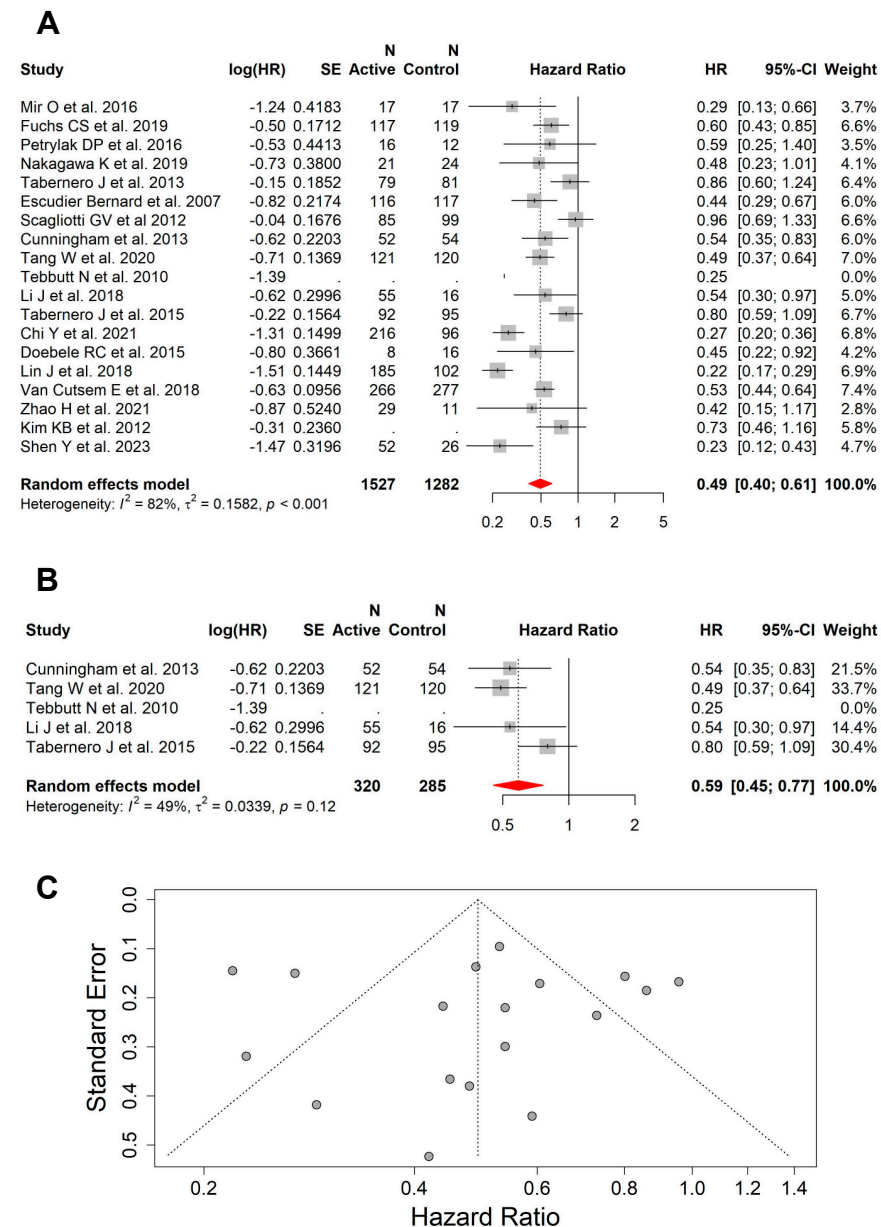 A
N N
Study log(HR) SE Active Control Hazard Ratio HR 95%-CI Weight
Mir O et al. 2016 -1.24 0.4183 17 17 0.29 [0.13; 0.66] 3.7%
Fuchs CS et al. 2019 -0.50 0.1712 117 119 0.60 [0.43; 0.85] 6.6%
Petrylak DP et al. 2016 -0.53 0.4413 16 12 0.59 [0.25; 1.40] 3.5%
Nakagawa K et al. 2019 -0.73 0.3800 21 24 0.48 [0.23; 1.01] 4.1%
Tabernero J et al. 2013 -0.15 0.1852 79 81 0.86 [0.60; 1.24] 6.4%
Escudier Bernard et al. 2007 -0.82 0.2174 116 117 0.44 [0.29; 0.67] 6.0%
Scagliotti GV et al 2012 -0.04 0.1676 85 99 0.96 [0.69; 1.33] 6.7%
Cunningham et al. 2013 -0.62 0.2203 52 54 0.54 [0.35; 0.83] 6.0%
Tang W et al. 2020 -0.71 0.1369 121 120 0.49 [0.37; 0.64] 7.0%
Tebbutt N et al. 2010 -1.39 . . . 0.25 0.0%
Li J et al. 2018 -0.62 0.2996 55 16 0.54 [0.30; 0.97] 5.0%
Tabernero J et al. 2015 -0.22 0.1564 92 95 0.80 [0.59; 1.09] 6.7%
Chi Y et al. 2021 -1.31 0.1499 216 96 0.27 [0.20; 0.36] 6.8%
Doebele RC et al. 2015 -0.80 0.3661 8 16 0.45 [0.22; 0.92] 4.2%
Lin J et al. 2018 -1.51 0.1449 185 102 0.22 [0.17; 0.29] 6.9%
Van Cutsem E et al. 2018 -0.63 0.0956 266 277 0.53 [0.44; 0.64] 7.4%
Zhao H et al. 2021 -0.87 0.5240 29 11 0.42 [0.15; 1.17] 2.8%
Kim KB et al. 2012 -0.31 0.2360 . . 0.73 [0.46; 1.16] 5.8%
Shen Y et al. 2023 -1.47 0.3196 52 26 0.23 [0.12; 0.43] 4.7%
Random effects model 1527 1282 0.49 [0.40; 0.61] 100.0%
Heterogeneity: I² = 82%, τ² = 0.1582, p < 0.001
0.2 0.5 1 2 5
B
N N
Study log(HR) SE Active Control Hazard Ratio HR 95%-CI Weight
Cunningham et al. 2013 -0.62 0.2203 52 54 0.54 [0.35; 0.83] 21.5%
Tang W et al. 2020 -0.71 0.1369 121 120 0.49 [0.37; 0.64] 33.7%
Tebbutt N et al. 2010 -1.39 . . . 0.25 0.0%
Li J et al. 2018 -0.62 0.2996 55 16 0.54 [0.30; 0.97] 14.4%
Tabernero J et al. 2015 -0.22 0.1564 92 95 0.80 [0.59; 1.09] 30.4%
Random effects model 320 285 0.59 [0.45; 0.77] 100.0%
Heterogeneity: I² = 49%, τ² = 0.0339, p = 0.12
0.5 1 2
C
Standard Error
0.0
0.1
0.2
0.3
0.4
0.5
0.2 0.4 0.6 0.8 1.0 1.2 1.4
Hazard Ratio